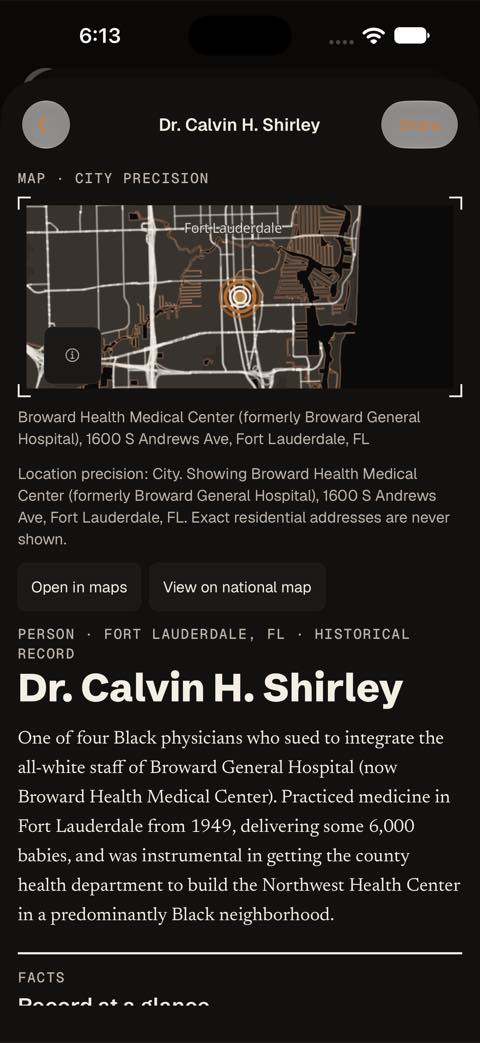 6:13
Dr. Calvin H. Shirley
Share
MAP · CITY PRECISION
Fort Lauderdale
Broward Health Medical Center (formerly Broward General
Hospital), 1600 S Andrews Ave, Fort Lauderdale, FL
Location precision: City. Showing Broward Health Medical
Center (formerly Broward General Hospital), 1600 S Andrews
Ave, Fort Lauderdale, FL. Exact residential addresses are never
shown.
Open in maps
View on national map
PERSON · FORT LAUDERDALE, FL · HISTORICAL
RECORD
Dr. Calvin H. Shirley
One of four Black physicians who sued to integrate the
all-white staff of Broward General Hospital (now
Broward Health Medical Center). Practiced medicine in
Fort Lauderdale from 1949, delivering some 6,000
babies, and was instrumental in getting the county
health department to build the Northwest Health Center
in a predominantly Black neighborhood.
FACTS
Record at a glance